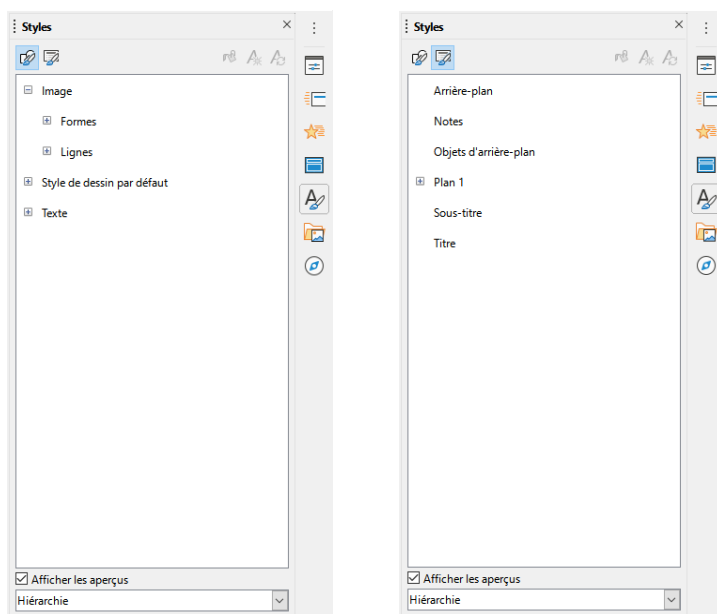 Styles
Image
Formes
Lignes
Style de dessin par défaut
Texte
Afficher les aperçus
Hiérarchie
Styles
Arrière-plan
Notes
Objets d'arrière-plan
Plan 1
Sous-titre
Titre
Afficher les aperçus
Hiérarchie